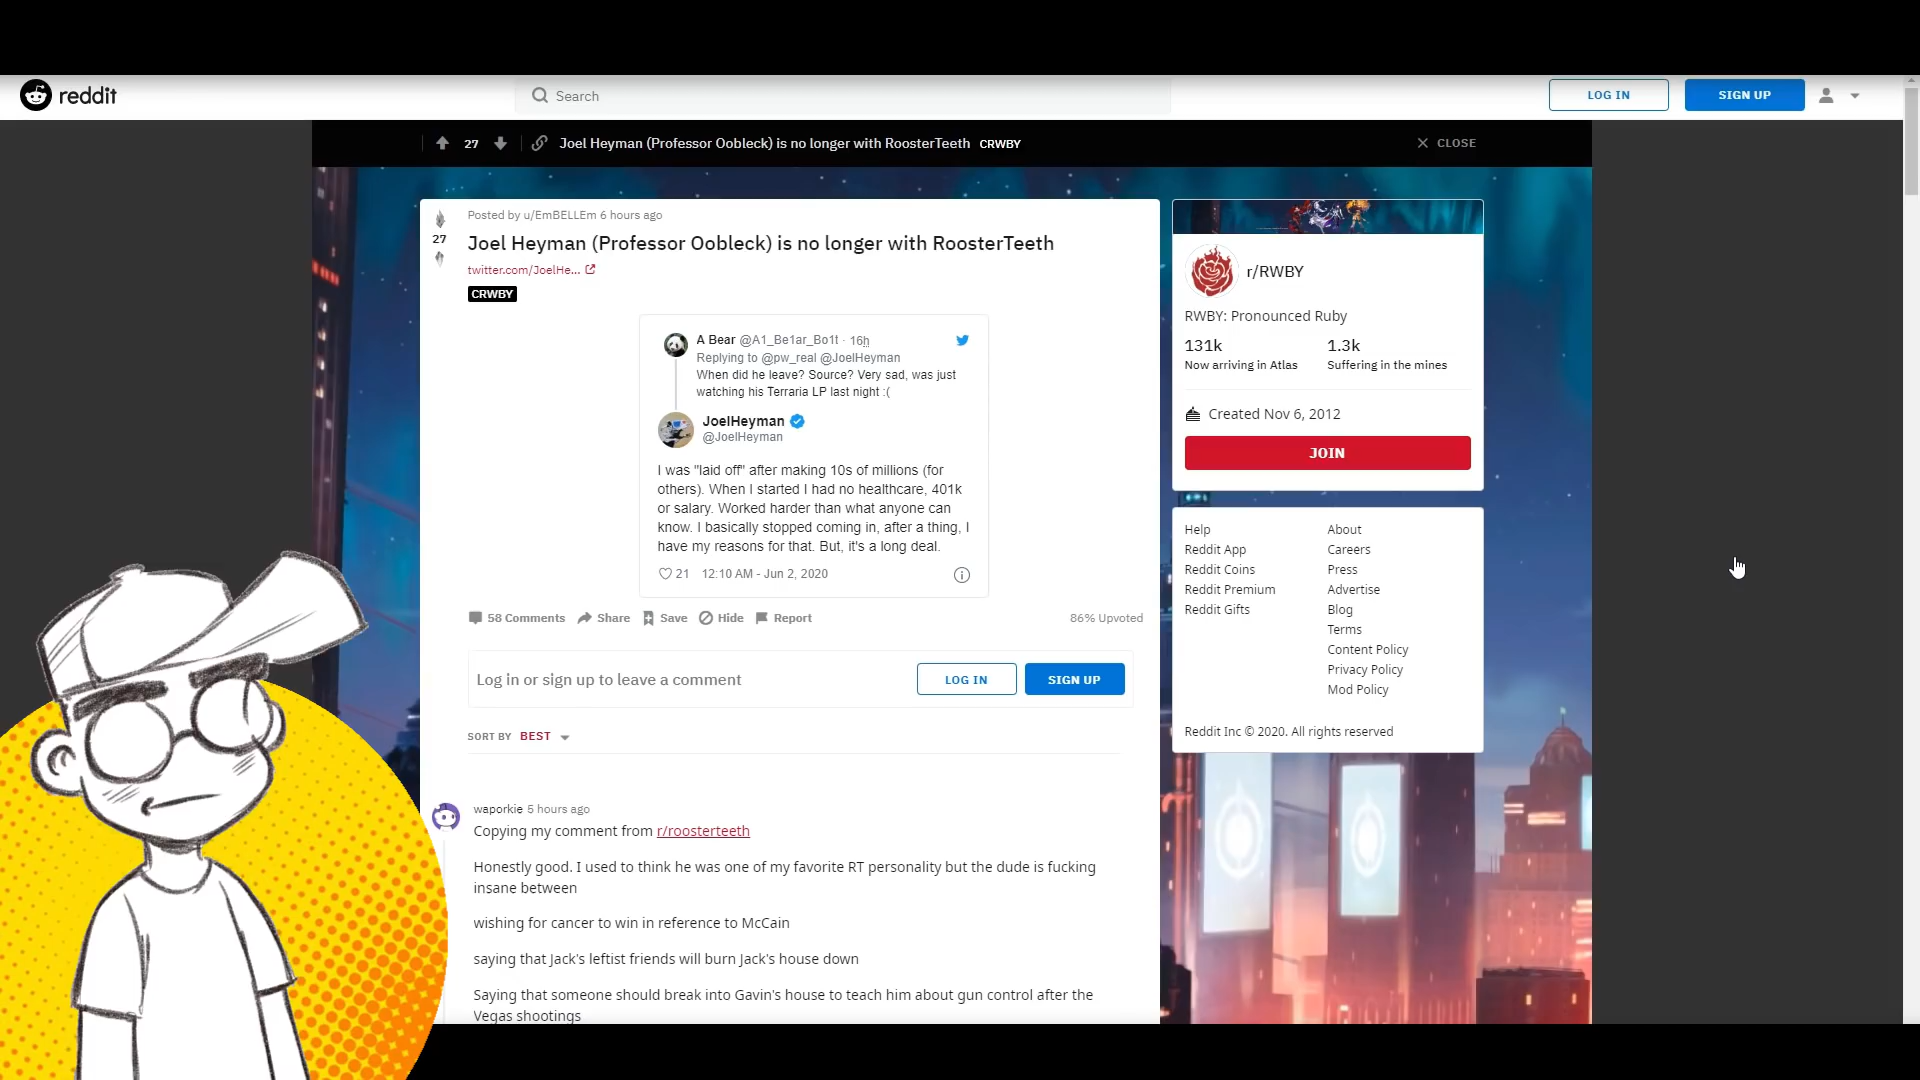 reddit
Search
LOG IN
SIGN UP
27
Joel Heyman (Professor Oobleck) is no longer with RoosterTeeth CRWBY
CLOSE
Posted by u/EmBELLEm 6 hours ago
27
Joel Heyman (Professor Oobleck) is no longer with RoosterTeeth
twitter.com/JoelHe...
CRWBY
A Bear @A1_Be1ar_Bo1t · 16h
Replying to @pw_real @JoelHeyman
When did he leave? Source? Very sad, was just
watching his Terraria LP last night :(
JoelHeyman
@JoelHeyman
I was "laid off" after making 10s of millions (for
others). When I started I had no healthcare, 401k
or salary. Worked harder than what anyone can
know. I basically stopped coming in, after a thing, I
have my reasons for that. But, it's a long deal.
21 12:10 AM - Jun 2, 2020
58 Comments Share Save Hide Report
86% Upvoted
Log in or sign up to leave a comment
LOG IN
SIGN UP
SORT BY BEST
waporkie 5 hours ago
Copying my comment from r/roosterteeth
Honestly good. I used to think he was one of my favorite RT personality but the dude is fucking
insane between
wishing for cancer to win in reference to McCain
saying that Jack's leftist friends will burn Jack's house down
Saying that someone should break into Gavin's house to teach him about gun control after the
Vegas shootings
r/RWBY
RWBY: Pronounced Ruby
131k 1.3k
Now arriving in Atlas Suffering in the mines
Created Nov 6, 2012
JOIN
Help About
Reddit App Careers
Reddit Coins Press
Reddit Premium Advertise
Reddit Gifts Blog
Terms
Content Policy
Privacy Policy
Mod Policy
Reddit Inc © 2020. All rights reserved